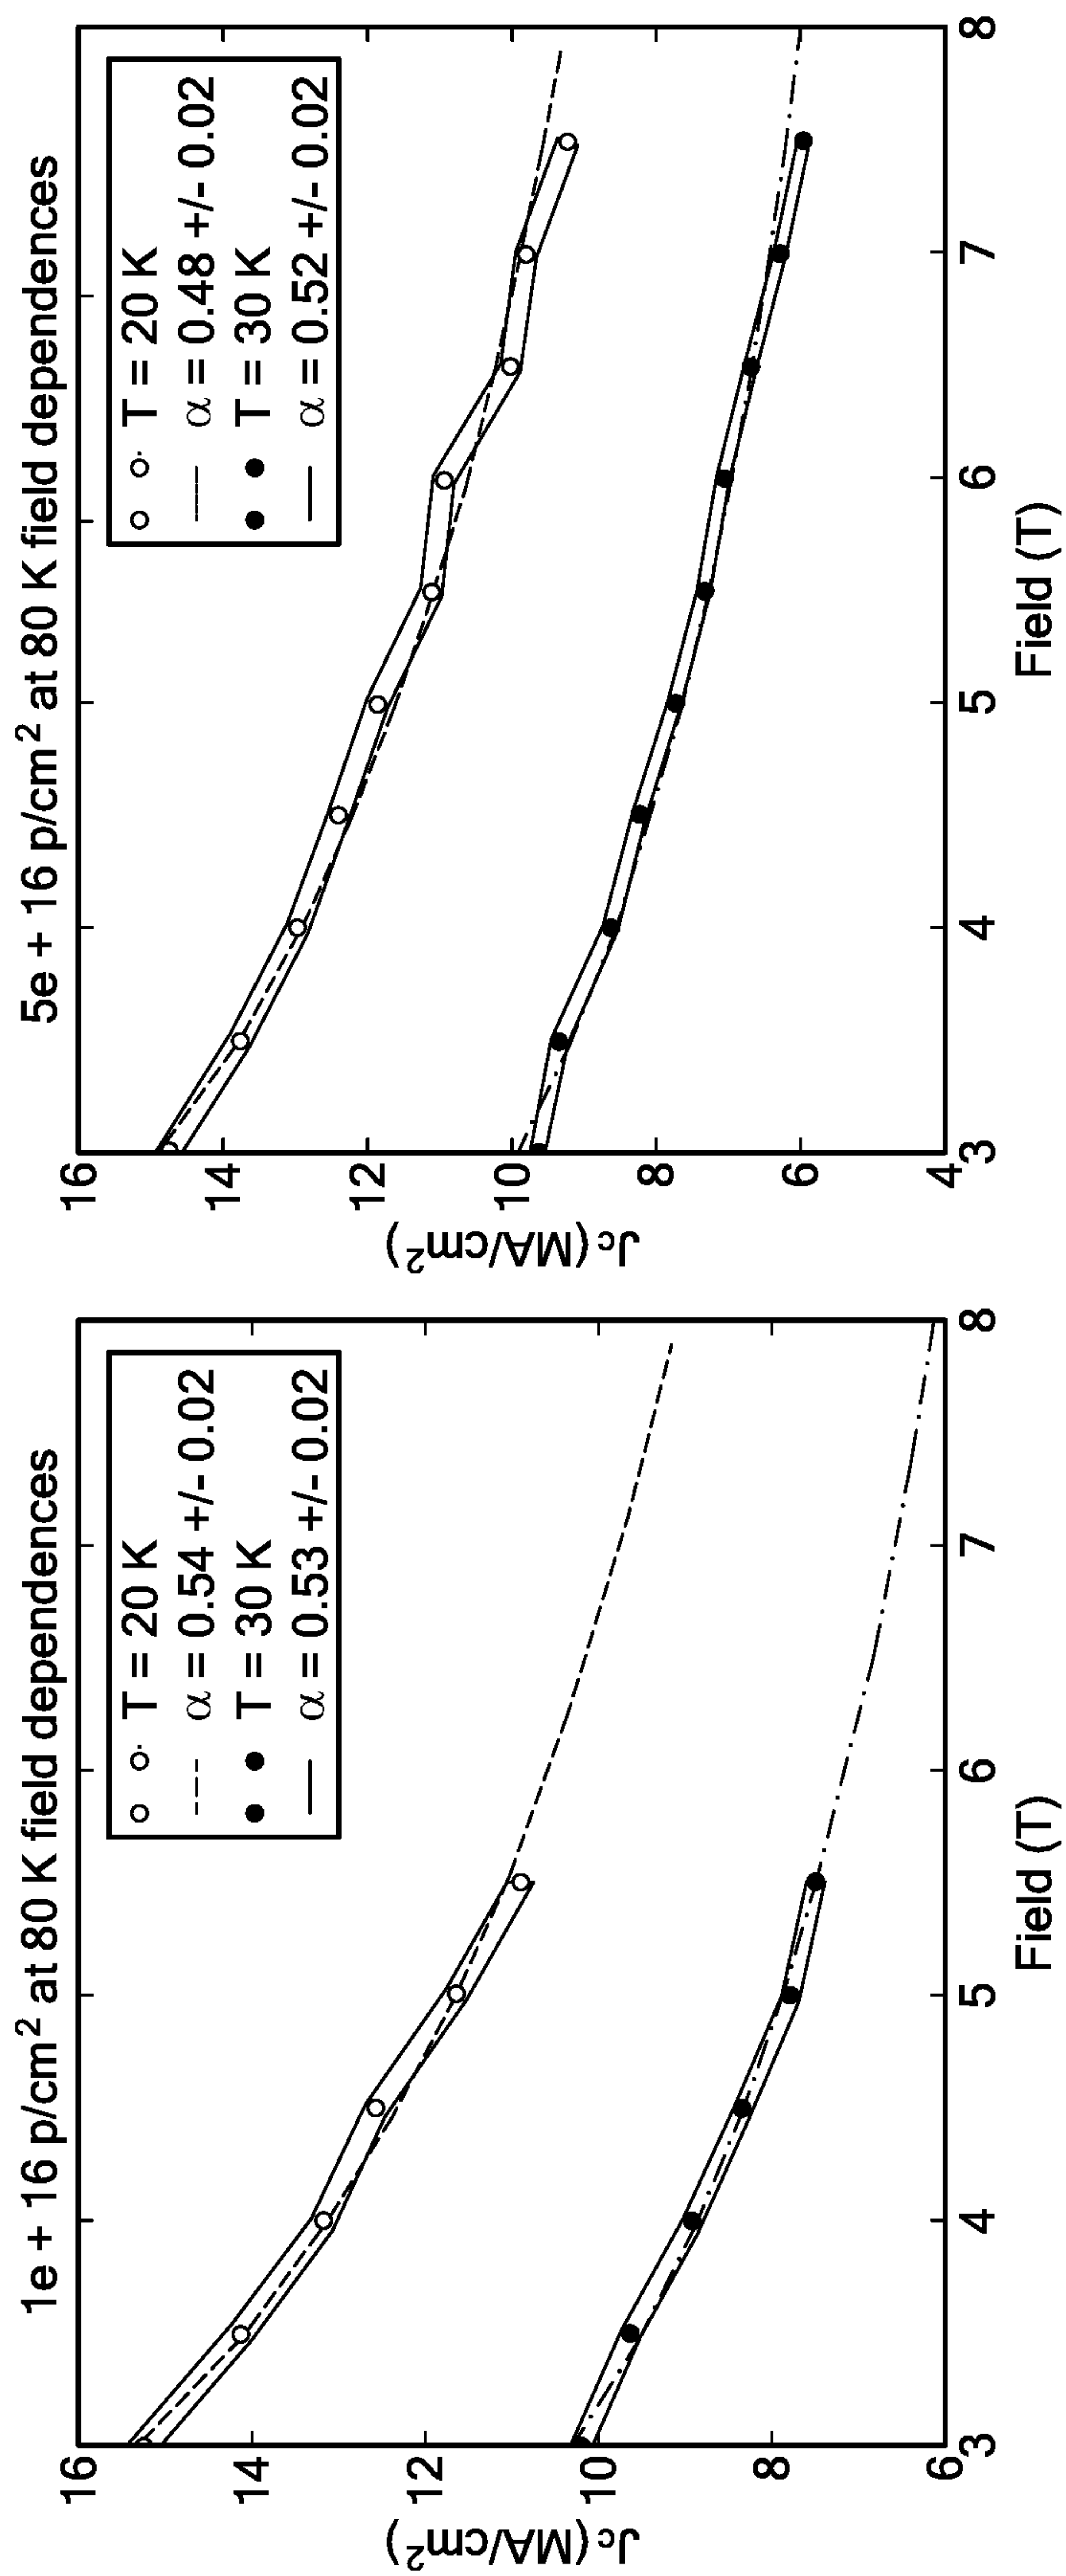 1e + 16 p/cm² at 80 K field dependences
16
14
12
10
8
6
J_c (MA/cm²)
T = 20 K
α = 0.54 +/- 0.02
T = 30 K
α = 0.53 +/- 0.02
3 4 5 6 7 8
Field (T)
5e + 16 p/cm² at 80 K field dependences
16
14
12
10
8
6
4
J_c (MA/cm²)
T = 20 K
α = 0.48 +/- 0.02
T = 30 K
α = 0.52 +/- 0.02
3 4 5 6 7 8
Field (T)